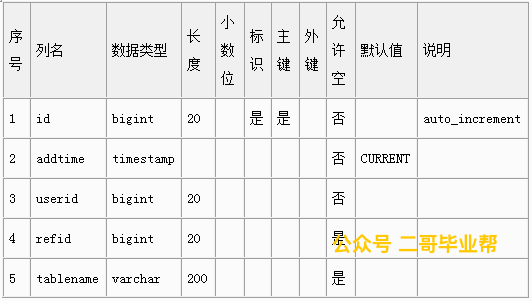 序号 列名 数据类型 长度 小数位 标识 主键 外键 允许空 默认值 说明
1 id bigint 20 是 是 否 auto_increment
2 addtime timestamp 否 CURRENT
3 userid bigint 20 否
4 refid bigint 20 是
公众号 二哥毕业帮
5 tablename varchar 200 是